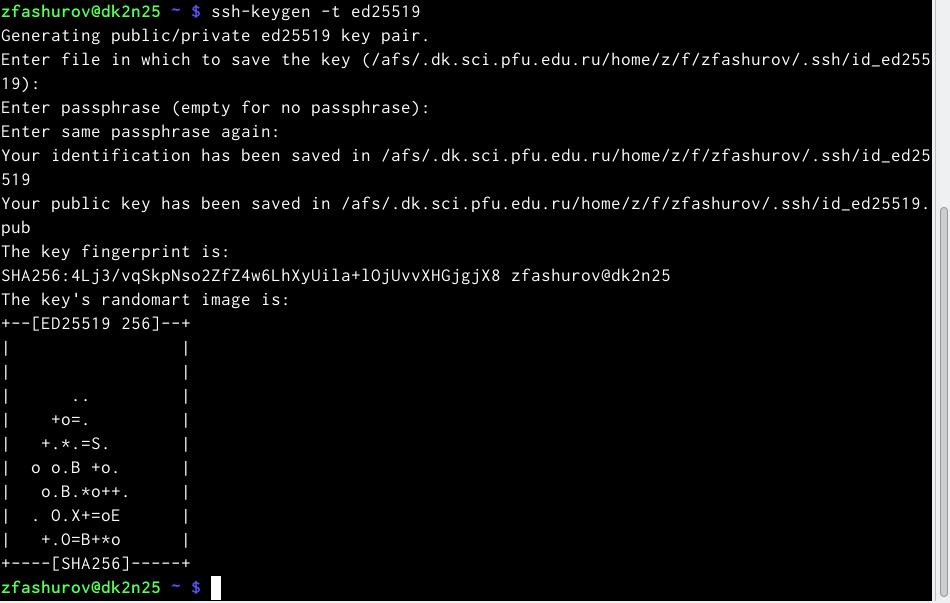 zfashurov@dk2n25 ~ $ ssh-keygen -t ed25519
Generating public/private ed25519 key pair.
Enter file in which to save the key (/afs/.dk.sci.pfu.edu.ru/home/z/f/zfashurov/.ssh/id_ed255
19):
Enter passphrase (empty for no passphrase):
Enter same passphrase again:
Your identification has been saved in /afs/.dk.sci.pfu.edu.ru/home/z/f/zfashurov/.ssh/id_ed25
519
Your public key has been saved in /afs/.dk.sci.pfu.edu.ru/home/z/f/zfashurov/.ssh/id_ed25519.
pub
The key fingerprint is:
SHA256:4Lj3/vqSkpNso2ZfZ4w6LhXyUila+lOjUvvXHGjgjX8 zfashurov@dk2n25
The key's randomart image is:
+--[ED25519 256]--+
|                 |
|                 |
|      ..         |
|    +o=.         |
|   +.*.=S.       |
|  o o.B +o.      |
|   o.B.*o++.     |
|  . O.X+=oE      |
|   +.O=B+*o      |
+----[SHA256]-----+
zfashurov@dk2n25 ~ $